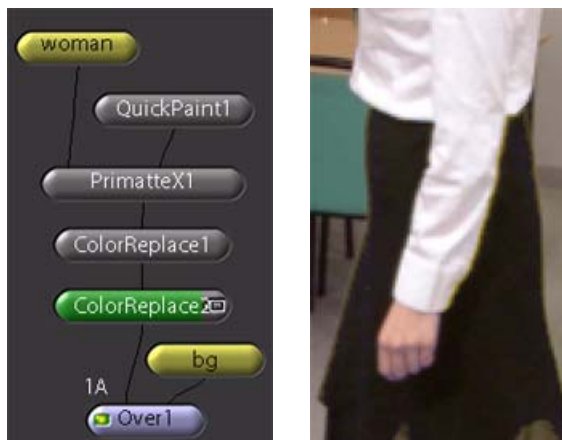 woman
QuickPaint1
PrimatteX1
ColorReplace1
ColorReplace2
bg
1A
Over1